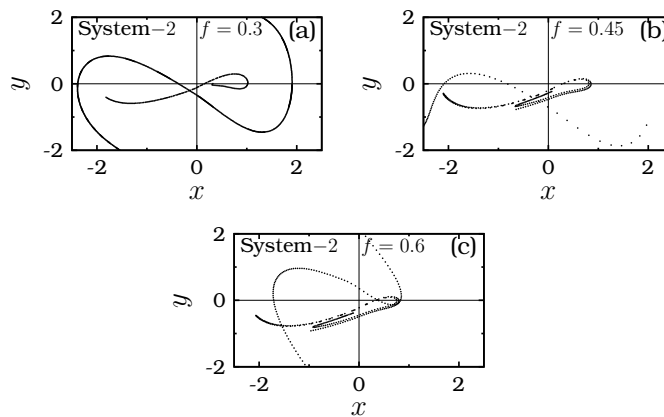 System−2 f = 0.3 (a)
2
y 0
-2
-2 0 2
x
System−2 f = 0.45 (b)
2
y 0
-2
-2 0 2
x
System−2 f = 0.6 (c)
2
y 0
-2
-2 0 2
x